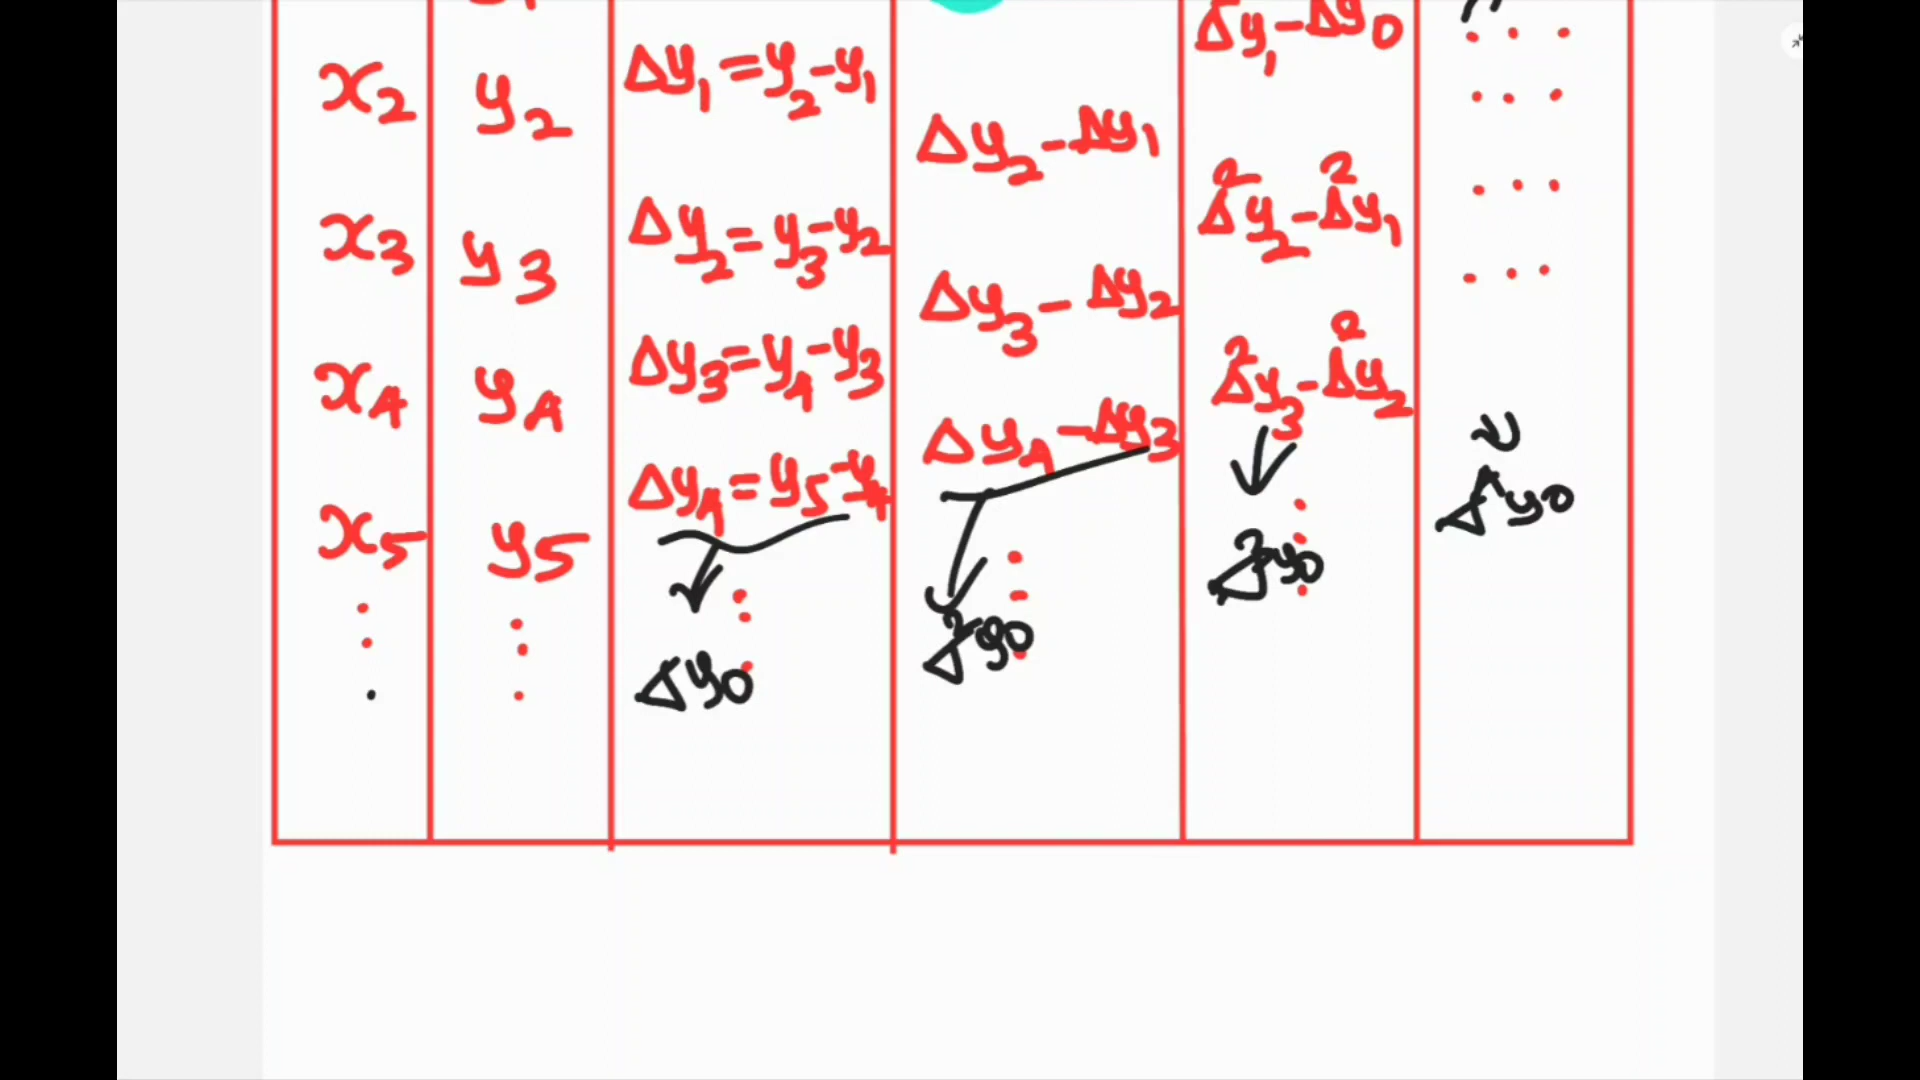 Δy₁ - Δy₀
x₂ y₂ Δy₁ = y₂ - y₁
Δy₂ - Δy₁
x₃ y₃ Δy₂ = y₃ - y₂ Δ²y₂ - Δ²y₁
Δy₃ - Δy₂
x₄ y₄ Δy₃ = y₄ - y₃ Δ²y₃ - Δ²y₂
Δy₄ - Δy₃
Δy₄ = y₅ - y₄ Δ⁴y₀
x₅ y₅ Δ³y₀
Δy₀ Δ²y₀